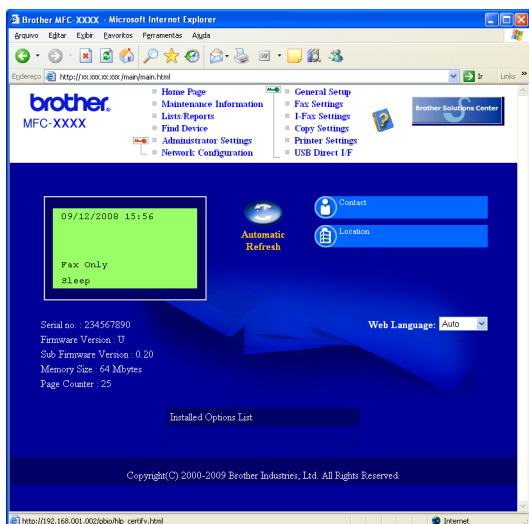 Brother MFC-XXXX - Microsoft Internet Explorer
Arquivo Editar Exibir Favoritos Ferramentas Ajuda
Endereço http://xx.xxx.xx.xxx /main/main.html Ir Links »
brother.
MFC-XXXX
Home Page
Maintenance Information
Lists/Reports
Find Device
Administrator Settings
Network Configuration
General Setup
Fax Settings
I-Fax Settings
Copy Settings
Printer Settings
USB Direct I/F
Brother Solutions Center
09/12/2008 15:56
Fax Only
Sleep
Automatic
Refresh
Contact
Location
Serial no. : 234567890
Firmware Version : U
Sub Firmware Version : 0.20
Memory Size : 64 Mbytes
Page Counter : 25
Web Language: Auto
Installed Options List
Copyright(C) 2000-2009 Brother Industries, Ltd. All Rights Reserved.
http://192.168.001.002/pbio/hlp_certify.html Internet